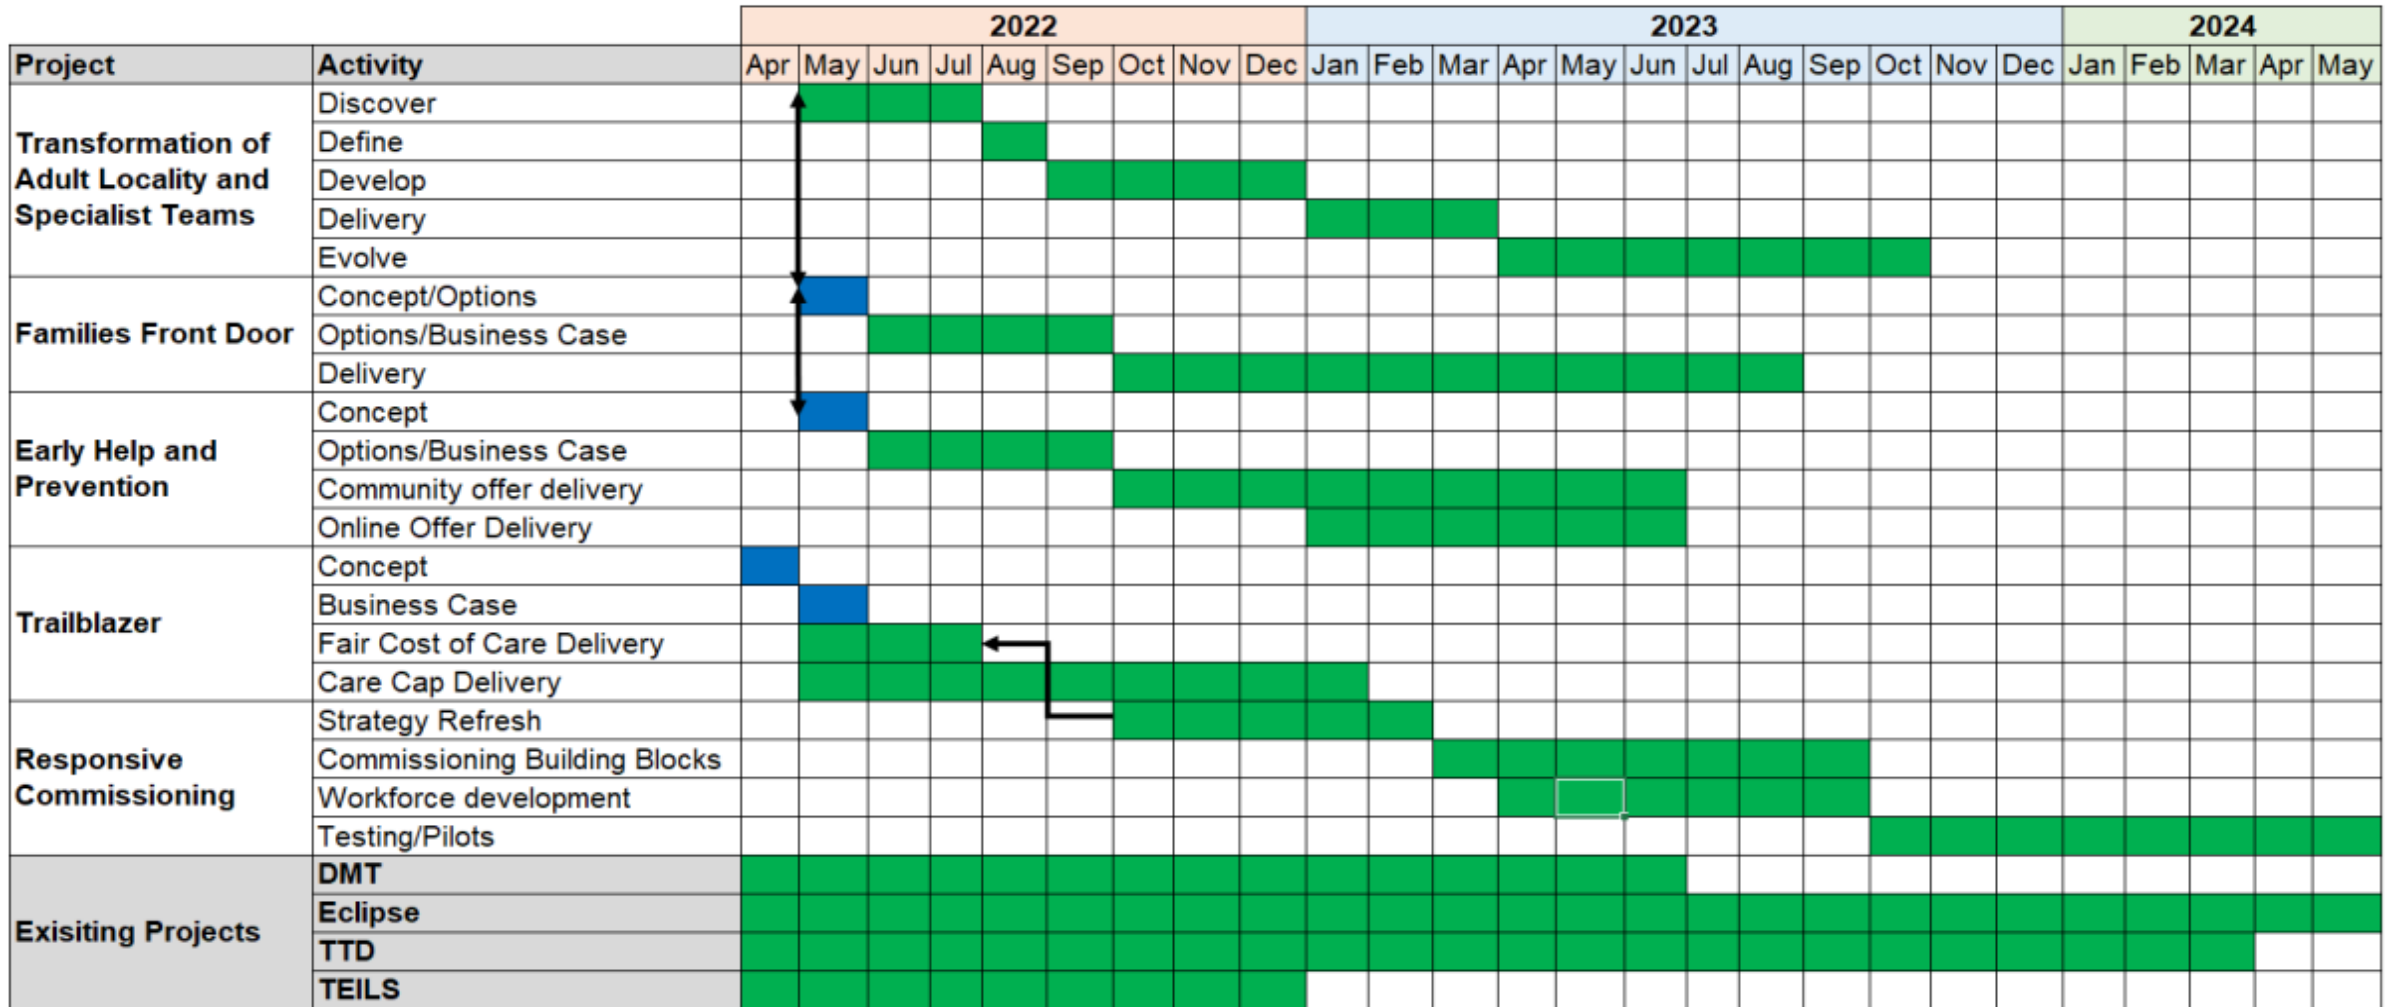 2022 2023 2024
Project Activity Apr May Jun Jul Aug Sep Oct Nov Dec Jan Feb Mar Apr May Jun Jul Aug Sep Oct Nov Dec Jan Feb Mar Apr May
Transformation of
Adult Locality and
Specialist Teams
Discover
Define
Develop
Delivery
Evolve
Families Front Door
Concept/Options
Options/Business Case
Delivery
Early Help and
Prevention
Concept
Options/Business Case
Community offer delivery
Online Offer Delivery
Trailblazer
Concept
Business Case
Fair Cost of Care Delivery
Care Cap Delivery
Responsive
Commissioning
Strategy Refresh
Commissioning Building Blocks
Workforce development
Testing/Pilots
Exisiting Projects
DMT
Eclipse
TTD
TEILS